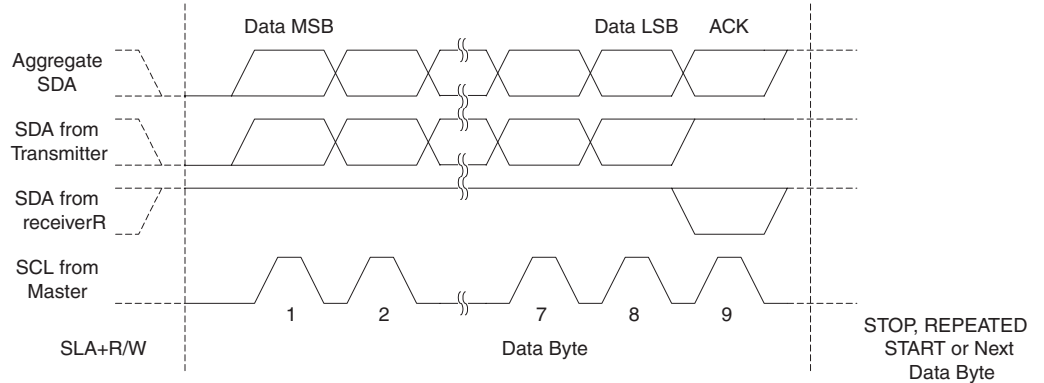 Data MSB
Data LSB
ACK
Aggregate
SDA
SDA from
Transmitter
SDA from
receiverR
SCL from
Master
1
2
7
8
9
SLA+R/W
Data Byte
STOP, REPEATED
START or Next
Data Byte